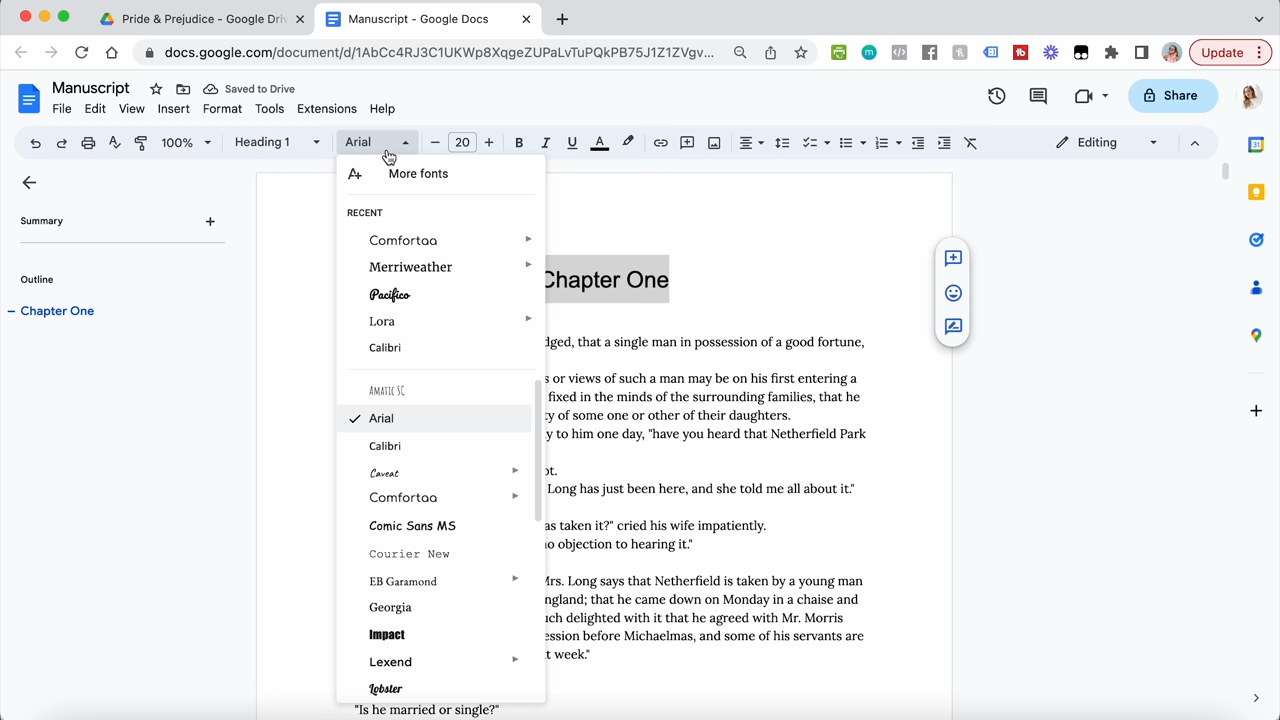 Pride & Prejudice - Google Dri
Manuscript - Google Docs
docs.google.com/document/d/1AbCc4RJ3C1UKWp8XqgeZUPaLvTuPQkPB75J1Z1ZVgv...
Update
Manuscript
Saved to Drive
File Edit View Insert Format Tools Extensions Help
Share
100% Heading 1 Arial 20 B I U A Editing
More fonts
RECENT
Comfortaa
Merriweather
Pacifico
Lora
Calibri
AMATIC SC
Arial
Calibri
Caveat
Comfortaa
Comic Sans MS
Courier New
EB Garamond
Georgia
Impact
Lexend
Lobster
Summary
Outline
Chapter One
Chapter One
dged, that a single man in possession of a good fortune,
s or views of such a man may be on his first entering a
fixed in the minds of the surrounding families, that he
ty of some one or other of their daughters.
y to him one day, "have you heard that Netherfield Park
ot.
Long has just been here, and she told me all about it."
as taken it?" cried his wife impatiently.
no objection to hearing it."
Mrs. Long says that Netherfield is taken by a young man
ngland; that he came down on Monday in a chaise and
uch delighted with it that he agreed with Mr. Morris
ession before Michaelmas, and some of his servants are
t week."
"Is he married or single?"